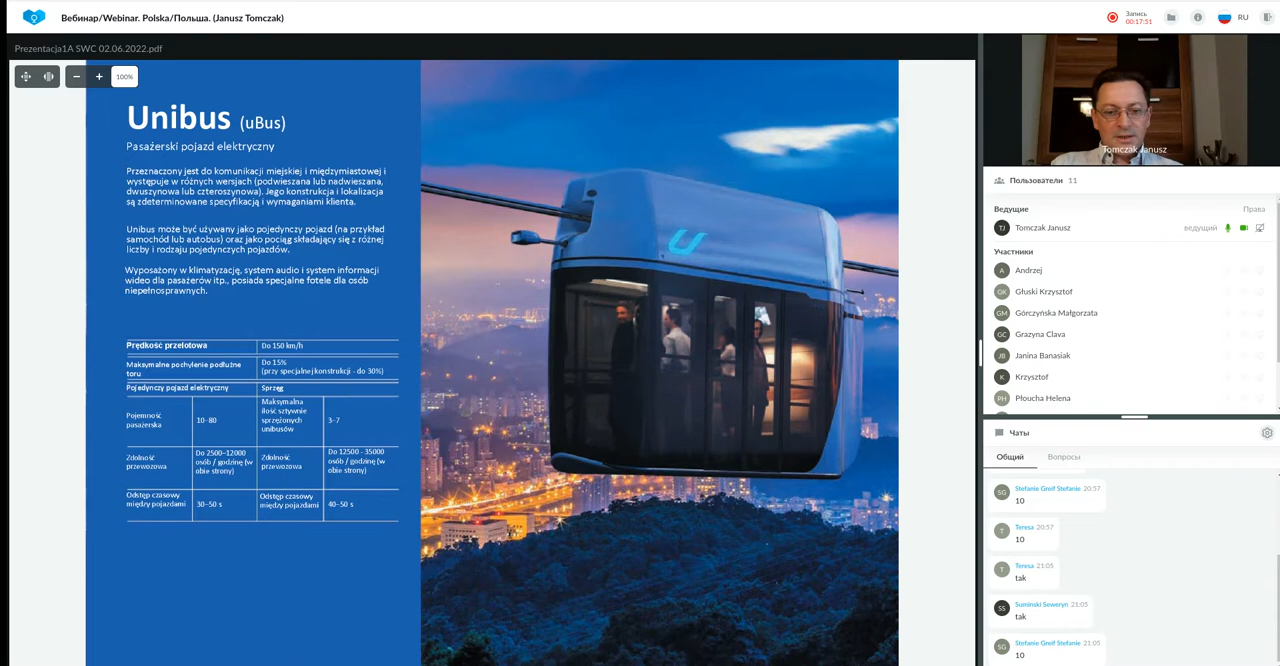 Вебинар/Webinar. Polska/Польша. (Janusz Tomczak)
Запись
00:17:51
RU
Prezentacja1A SWC 02.06.2022.pdf
100%
Unibus (uBus)
Pasażerski pojazd elektryczny
Przeznaczony jest do komunikacji miejskiej i międzymiastowej i
występuje w różnych wersjach (podwieszana lub nadwieszana,
dwuszynowa lub czteroszynowa). Jego konstrukcja i lokalizacja
są zdeterminowane specyfikacją i wymaganiami klienta.
Unibus może być używany jako pojedynczy pojazd (na przykład
samochód lub autobus) oraz jako pociąg składający się z różnej
liczby i rodzaju pojedynczych pojazdów.
Wyposażony w klimatyzację, system audio i system informacji
wideo dla pasażerów itp., posiada specjalne fotele dla osób
niepełnosprawnych.
Prędkość przelotowa
Do 150 km/h
Maksymalne pochylenie podłużne
toru
Do 15%
(przy specjalnej konstrukcji - do 30%)
Pojedynczy pojazd elektryczny
Sprzęg
Pojemność
pasażerska
10–80
Maksymalna
ilość sztywnie
sprzężonych
unibusów
3–7
Zdolność
przewozowa
Do 2500–12000
osób / godzinę (w
obie strony)
Zdolność
przewozowa
Do 12500 - 35000
osób / godzinę (w
obie strony)
Odstęp czasowy
między pojazdami
30–50 s
Odstęp czasowy
między pojazdami
40–50 s
Tomczak Janusz
Пользователи 11
Ведущие
Права
TJ Tomczak Janusz ведущий
Участники
A Andrzej
GK Głuski Krzysztof
GM Górczyńska Małgorzata
GC Grazyna Clava
JB Janina Banasiak
K Krzysztof
PH Płoucha Helena
Чаты
Общий
Вопросы
SG Stefanie Greif Stefanie 20:57
10
T Teresa 20:57
10
T Teresa 21:05
tak
SS Sumiński Seweryn 21:05
tak
SG Stefanie Greif Stefanie 21:05
10